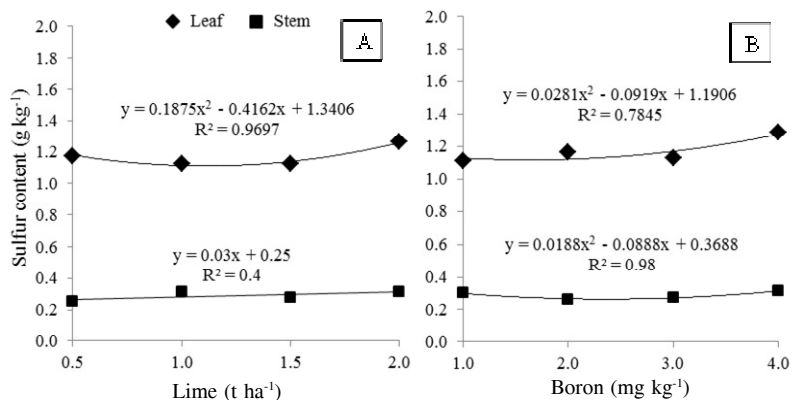 Leaf Stem
A
Sulfur content (g kg⁻¹)
2.0
1.8
1.6
1.4
1.2
1.0
0.8
0.6
0.4
0.2
0.0
y = 0.1875x² - 0.4162x + 1.3406
R² = 0.9697
y = 0.03x + 0.25
R² = 0.4
0.5 1.0 1.5 2.0
Lime (t ha⁻¹)
B
2.0
1.8
1.6
1.4
1.2
1.0
0.8
0.6
0.4
0.2
0.0
y = 0.0281x² - 0.0919x + 1.1906
R² = 0.7845
y = 0.0188x² - 0.0888x + 0.3688
R² = 0.98
1.0 2.0 3.0 4.0
Boron (mg kg⁻¹)